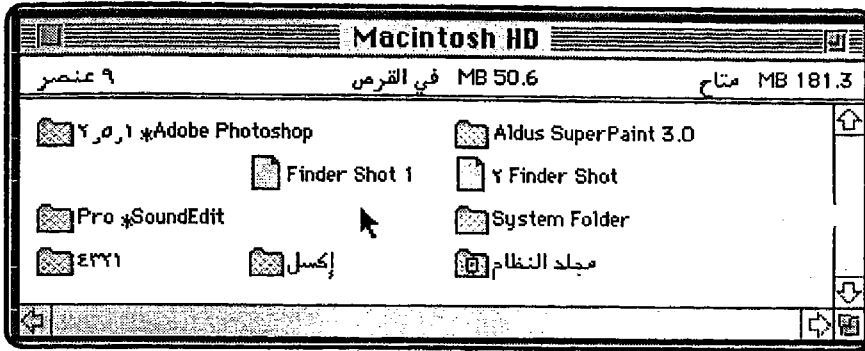 Macintosh HD
٩ عنصر MB 50.6 في القرص MB 181.3 متاح
٢٫٥٫١ *Adobe Photoshop Aldus SuperPaint 3.0
Finder Shot 1 ٢ Finder Shot
Pro *SoundEdit System Folder
٤٣٢١ إكسل مجلد النظام